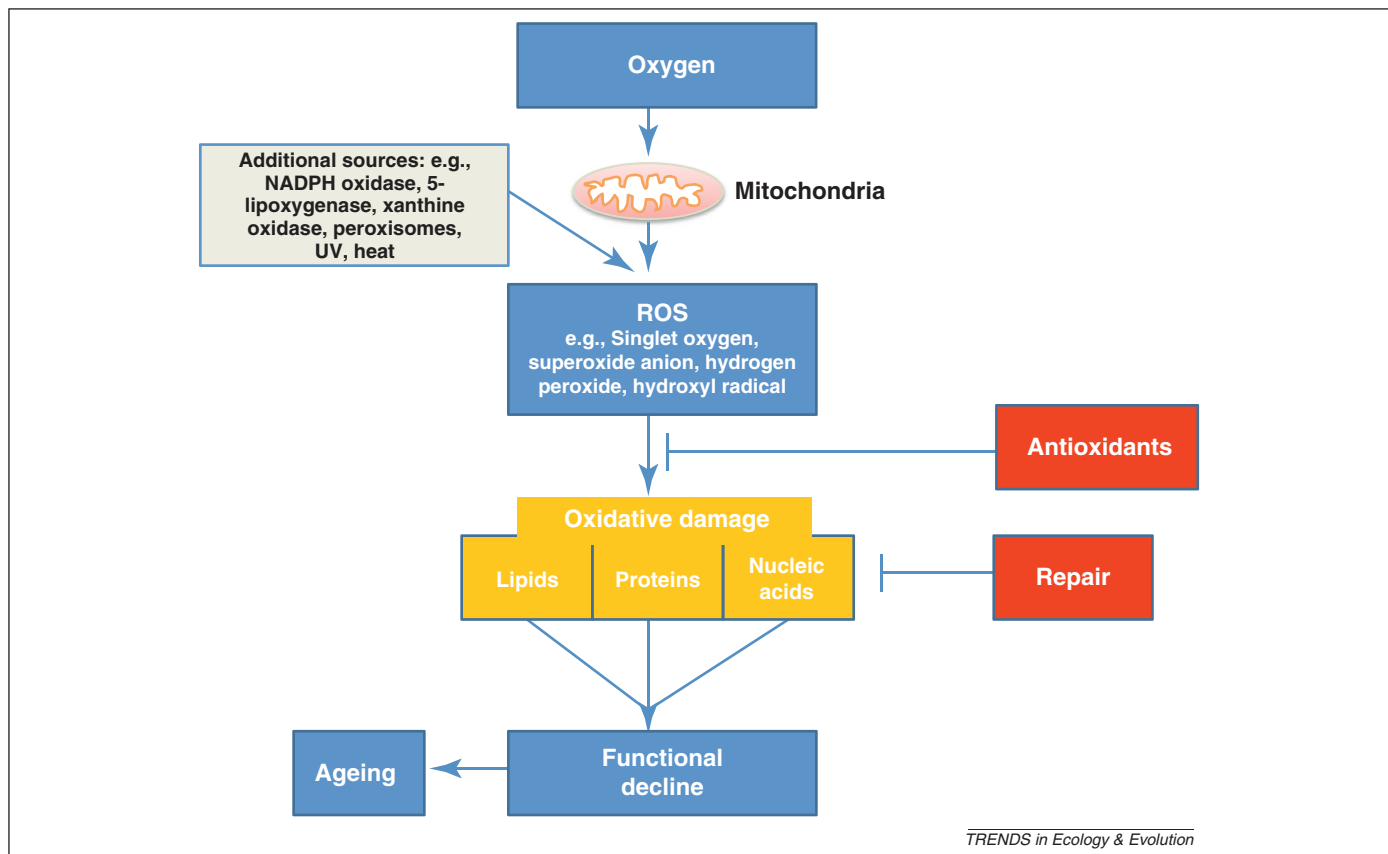 Oxygen
Additional sources: e.g.,
NADPH oxidase, 5-
lipoxygenase, xanthine
oxidase, peroxisomes,
UV, heat
Mitochondria
ROS
e.g., Singlet oxygen,
superoxide anion, hydrogen
peroxide, hydroxyl radical
Antioxidants
Oxidative damage
Lipids
Proteins
Nucleic
acids
Repair
Ageing
Functional
decline
TRENDS in Ecology & Evolution